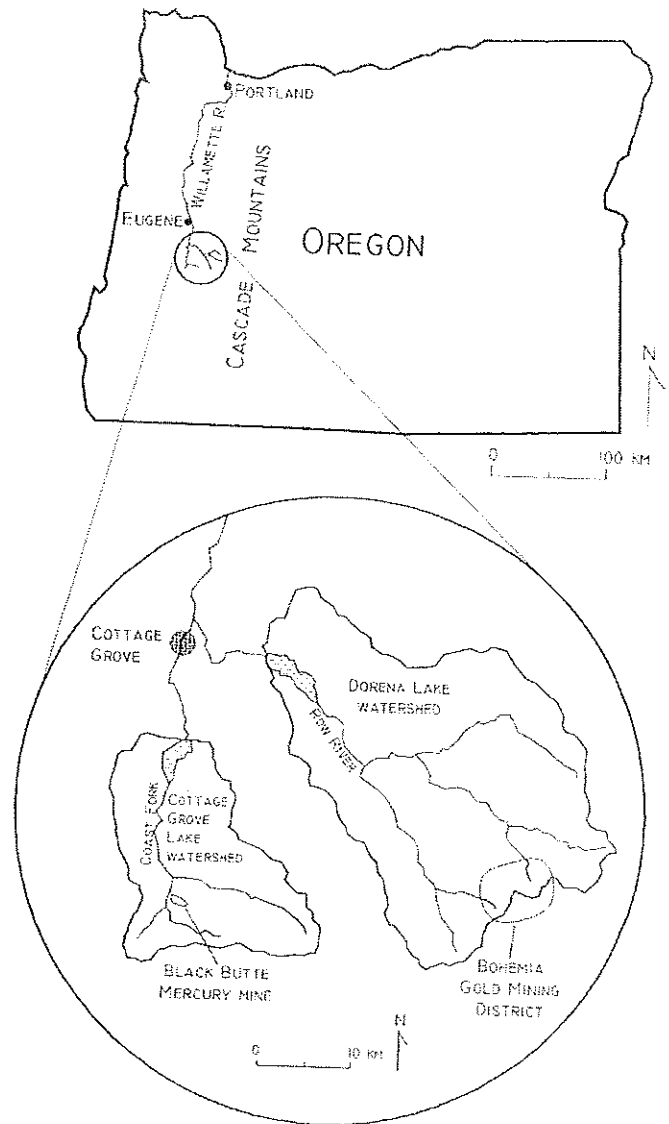 PORTLAND
WILLAMETTE R.
EUGENE
CASCADE MOUNTAINS
OREGON
N
0 100 KM
COTTAGE
GROVE
DORENA LAKE
WATERSHED
ROW RIVER
COAST FORK
COTTAGE
GROVE
LAKE
WATERSHED
BLACK BUTTE
MERCURY MINE
BOHEMIA
GOLD MINING
DISTRICT
0 10 KM
N